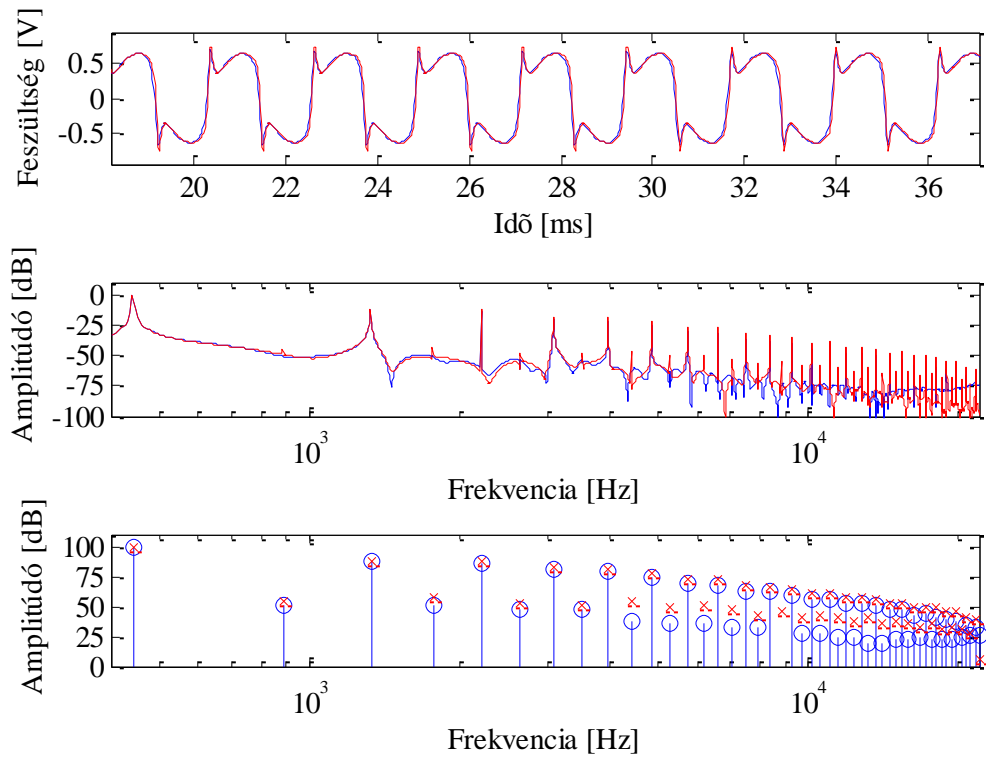 Feszültség [V]
0.5
0
-0.5
20 22 24 26 28 30 32 34 36
Idõ [ms]
Amplitúdó [dB]
0
-25
-50
-75
-100
10^3 10^4
Frekvencia [Hz]
Amplitúdó [dB]
100
75
50
25
0
10^3 10^4
Frekvencia [Hz]